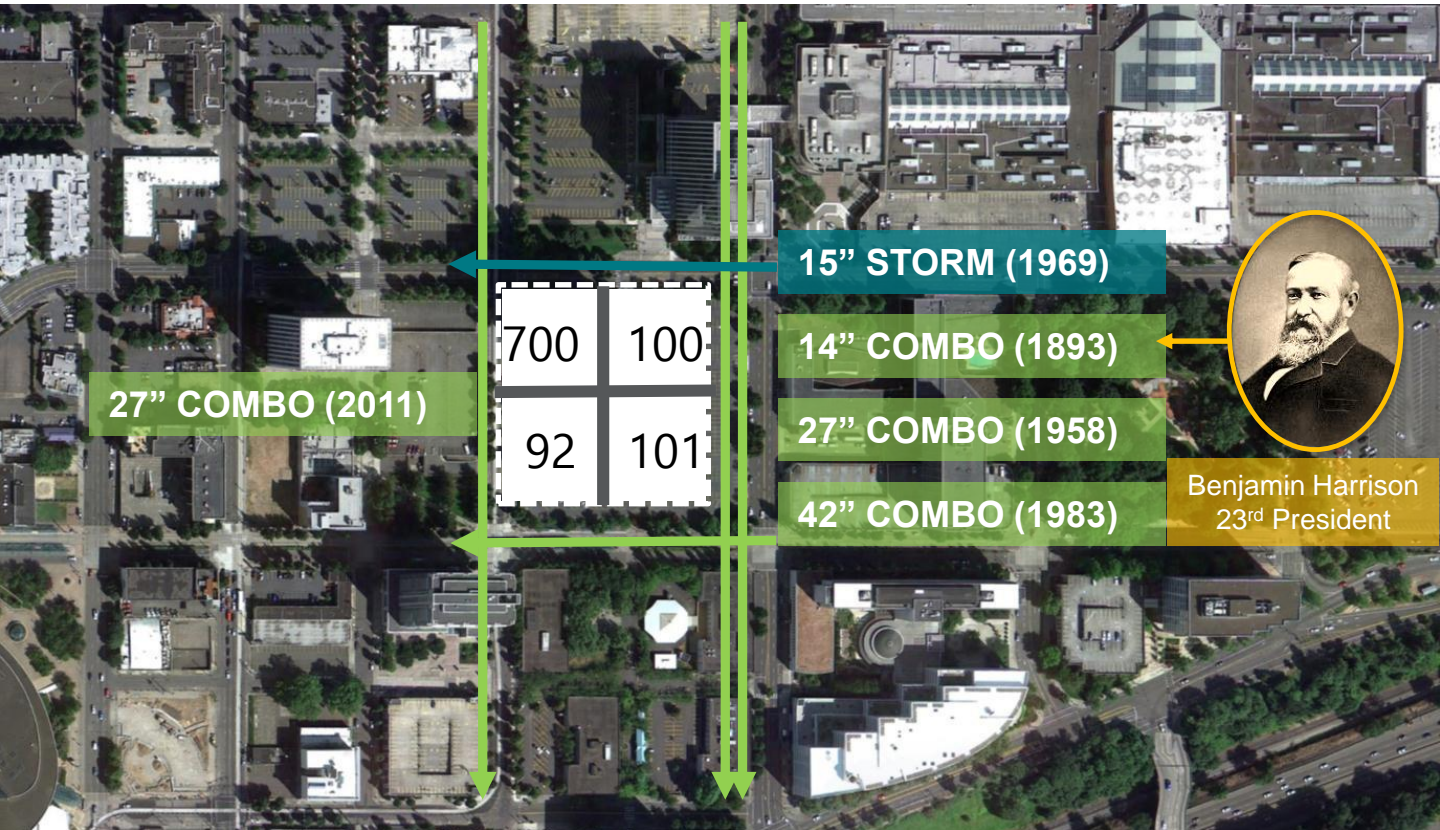 15” STORM (1969)
700
100
14” COMBO (1893)
27” COMBO (2011)
92
101
27” COMBO (1958)
42” COMBO (1983)
Benjamin Harrison
23rd President